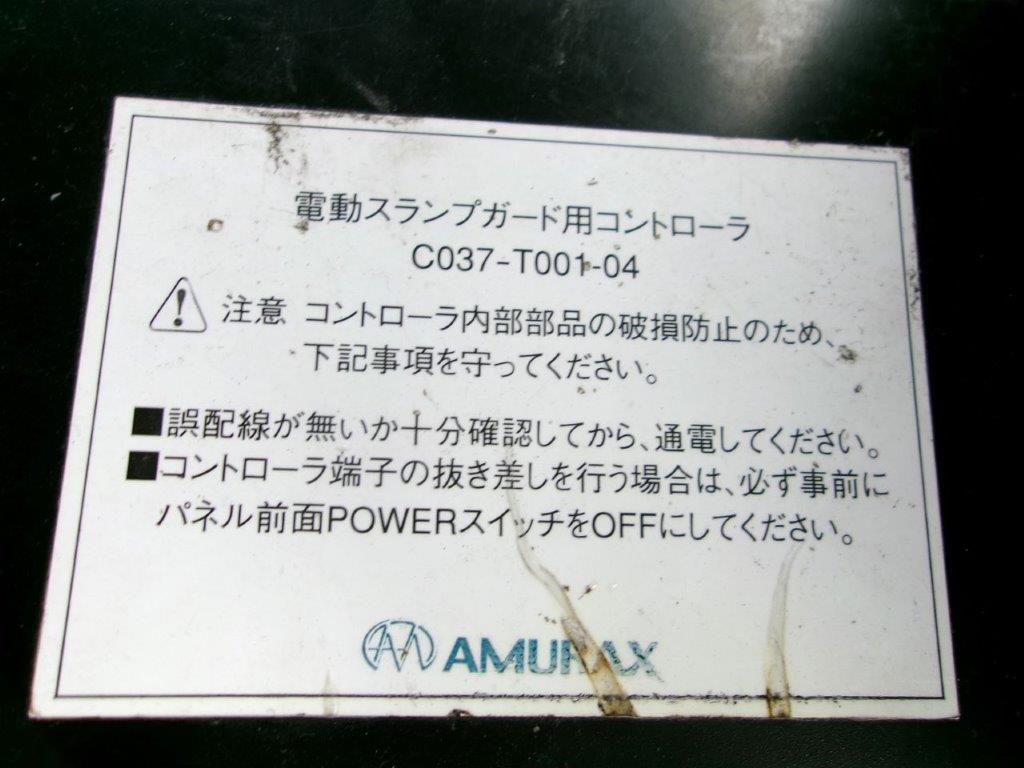 電動スランプガード用コントローラ
C037-T001-04
注意 コントローラ内部部品の破損防止のため、
下記事項を守ってください。
■誤配線が無いか十分確認してから、通電してください。
■コントローラ端子の抜き差しを行う場合は、必ず事前に
パネル前面POWERスイッチをOFFにしてください。
AMURAX